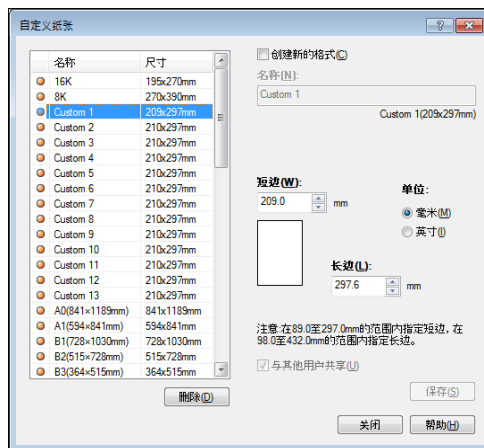 自定义纸张
名称 尺寸
16K 195x270mm
8K 270x390mm
Custom 1 209x297mm
Custom 2 210x297mm
Custom 3 210x297mm
Custom 4 210x297mm
Custom 5 210x297mm
Custom 6 210x297mm
Custom 7 210x297mm
Custom 8 210x297mm
Custom 9 210x297mm
Custom 10 210x297mm
Custom 11 210x297mm
Custom 12 210x297mm
Custom 13 210x297mm
A0(841×1189mm) 841x1189mm
A1(594×841mm) 594x841mm
B1(728×1030mm) 728x1030mm
B2(515×728mm) 515x728mm
B3(364×515mm) 364x515mm
删除(D)
创建新的格式(C)
名称(N):
Custom 1
Custom 1(209x297mm)
短边(W):
209.0 mm
单位:
毫米(M)
英寸(I)
长边(L):
297.6 mm
注意:在89.0至297.0mm的范围内指定短边, 在
98.0至432.0mm的范围内指定长边。
与其他用户共享(U)
保存(S)
关闭 帮助(H)